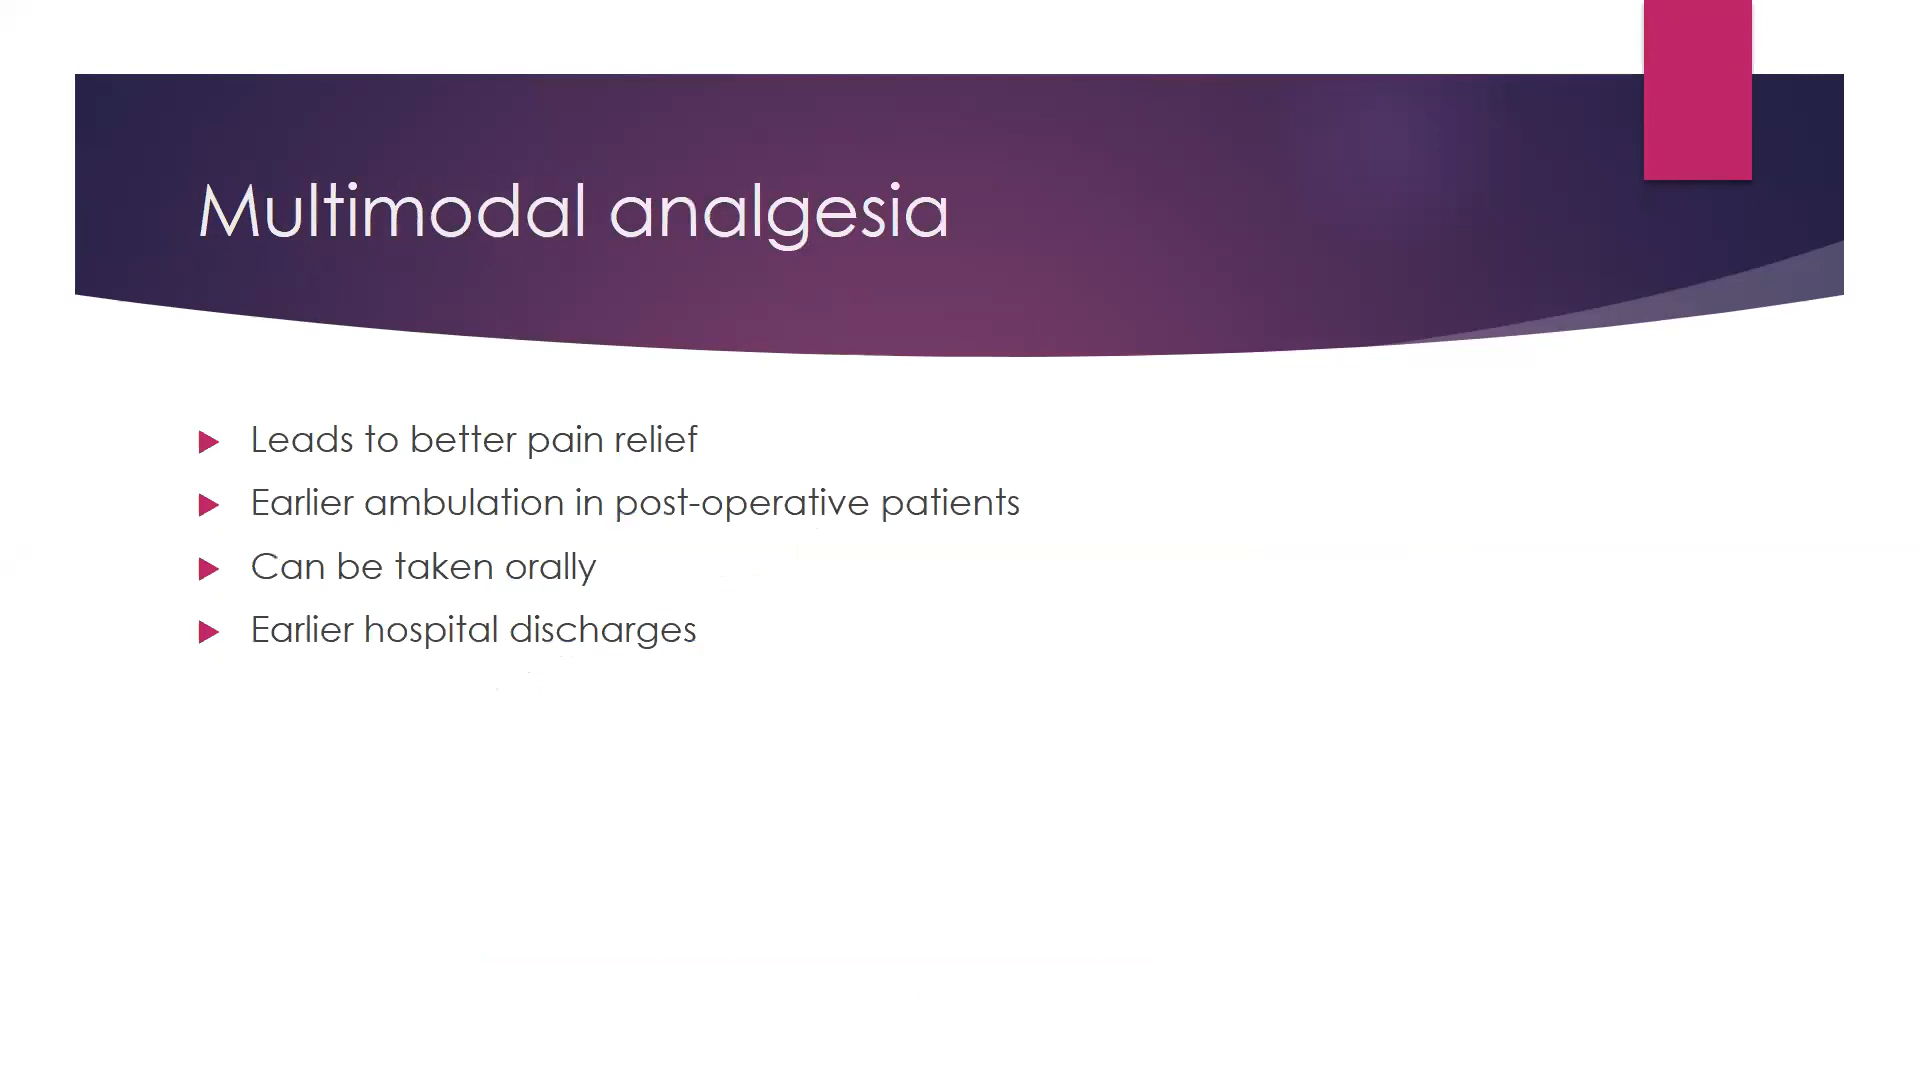 Multimodal analgesia
Leads to better pain relief
Earlier ambulation in post-operative patients
Can be taken orally
Earlier hospital discharges